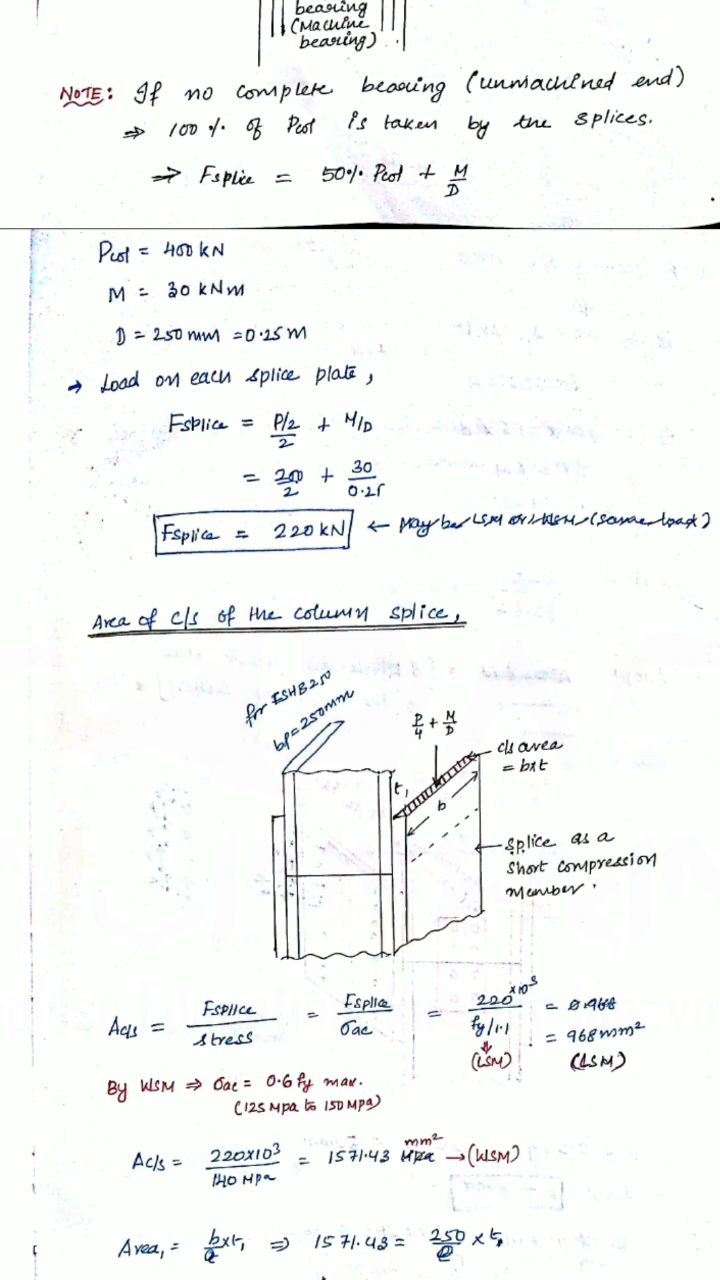 bearing
(Machine
bearing)
NOTE: If no complete bearing (unmachined end)
⇒ 100 % of Pcol is taken by the splices.
⇒ Fsplice = 50% Pcol + M/D
Pcol = 400 kN
M = 30 kNm
D = 250 mm = 0.25 m
→ Load on each splice plate,
Fsplice = (P/2)/2 + M/D
= 200/2 + 30/0.25
Fsplice = 220 kN ← May be LSM or WSM (same load)
Area of c/s of the column splice,
for ISHB 250
bf = 250mm
P/4 + M/D
c/s area
= b×t
t₁
b
splice as a
short compression
member.
Ac/s = Fsplice/stress = Fsplice/σac = 220×10³/(fy/1.1) = 0.968
= 968 mm²
(LSM) (LSM)
By WSM ⇒ σac = 0.6 fy max.
(125 Mpa to 150 MPa)
Ac/s = 220×10³/140 MPa = 1571.43 mm² → (WSM)
Area₁ = b×t₁ ⇒ 1571.43 = 250 × t₁